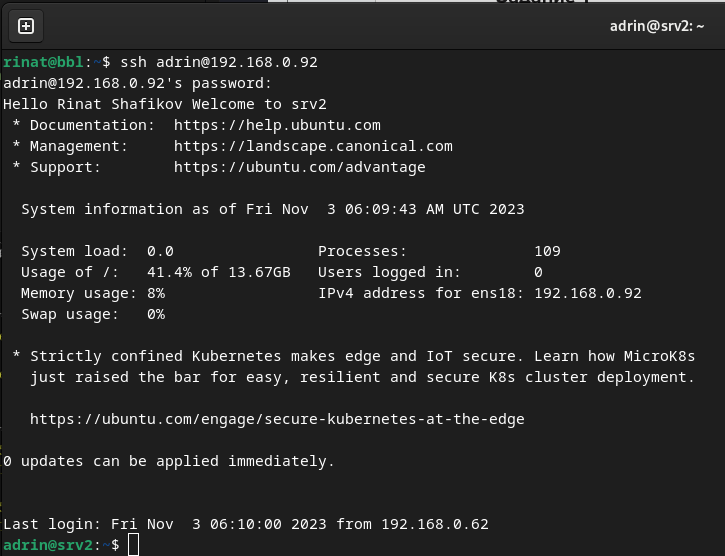 adrin@srv2: ~
rinat@bbl:~$ ssh adrin@192.168.0.92
adrin@192.168.0.92's password:
Hello Rinat Shafikov Welcome to srv2
 * Documentation:  https://help.ubuntu.com
 * Management:     https://landscape.canonical.com
 * Support:        https://ubuntu.com/advantage
  System information as of Fri Nov  3 06:09:43 AM UTC 2023
  System load:  0.0               Processes:              109
  Usage of /:   41.4% of 13.67GB   Users logged in:        0
  Memory usage: 8%                 IPv4 address for ens18: 192.168.0.92
  Swap usage:   0%
 * Strictly confined Kubernetes makes edge and IoT secure. Learn how MicroK8s
   just raised the bar for easy, resilient and secure K8s cluster deployment.
   https://ubuntu.com/engage/secure-kubernetes-at-the-edge
0 updates can be applied immediately.
Last login: Fri Nov  3 06:10:00 2023 from 192.168.0.62
adrin@srv2:~$